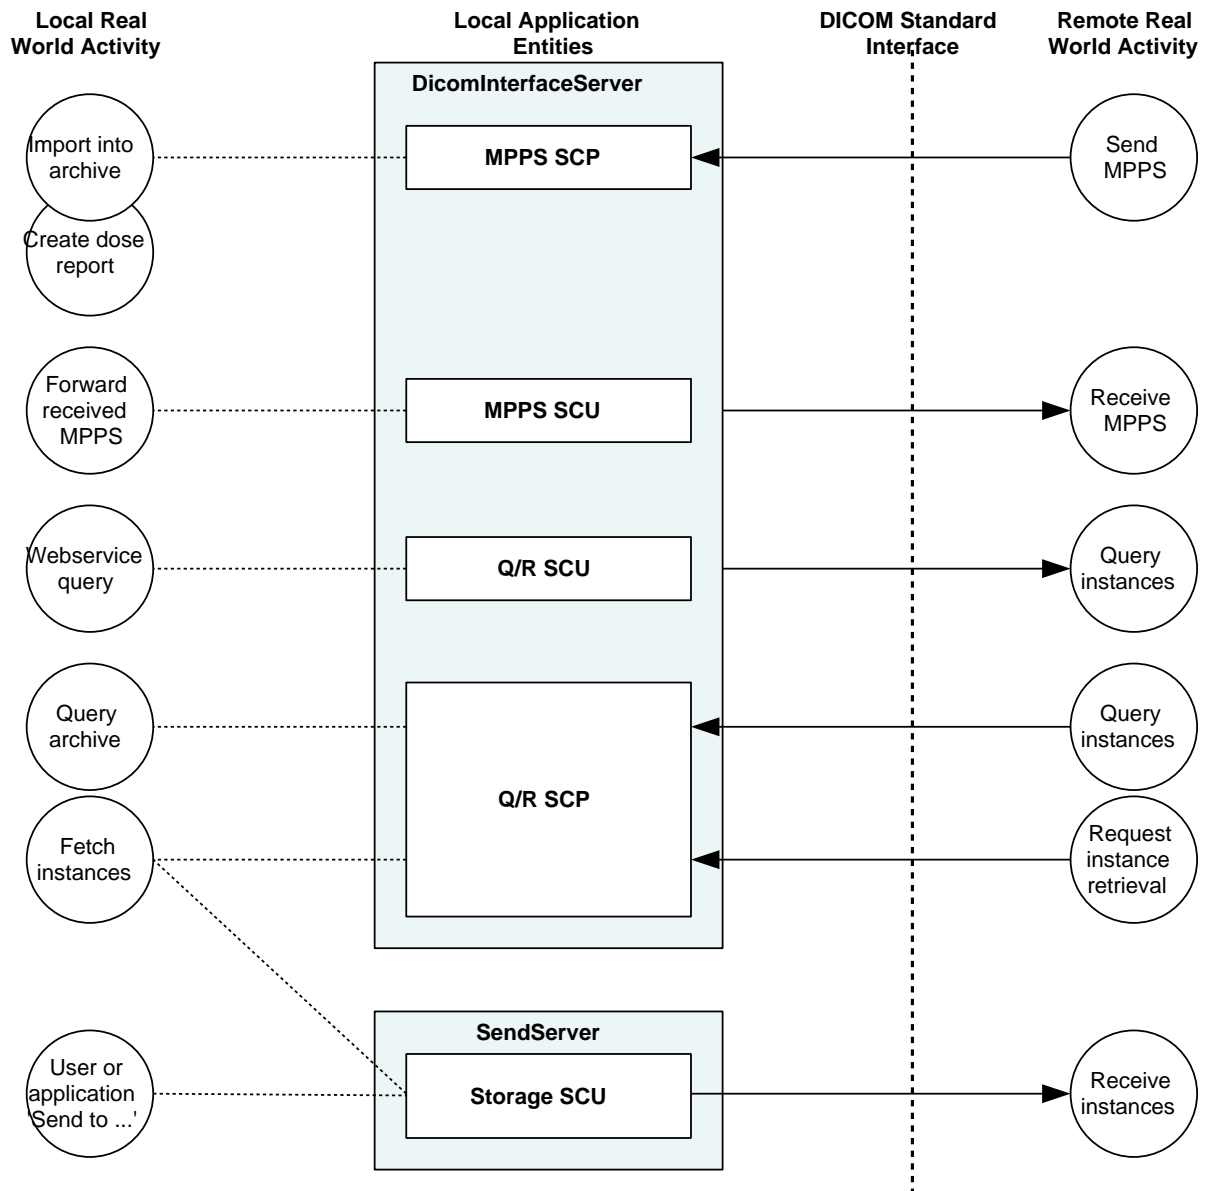 Local Real
World Activity
Local Application
Entities
DICOM Standard
Interface
Remote Real
World Activity
DicomInterfaceServer
Import into
archive
MPPS SCP
Send
MPPS
Create dose
report
Forward
received
MPPS
MPPS SCU
Receive
MPPS
Webservice
query
Q/R SCU
Query
instances
Query
archive
Q/R SCP
Query
instances
Fetch
instances
Request
instance
retrieval
SendServer
User or
application
'Send to ...'
Storage SCU
Receive
instances